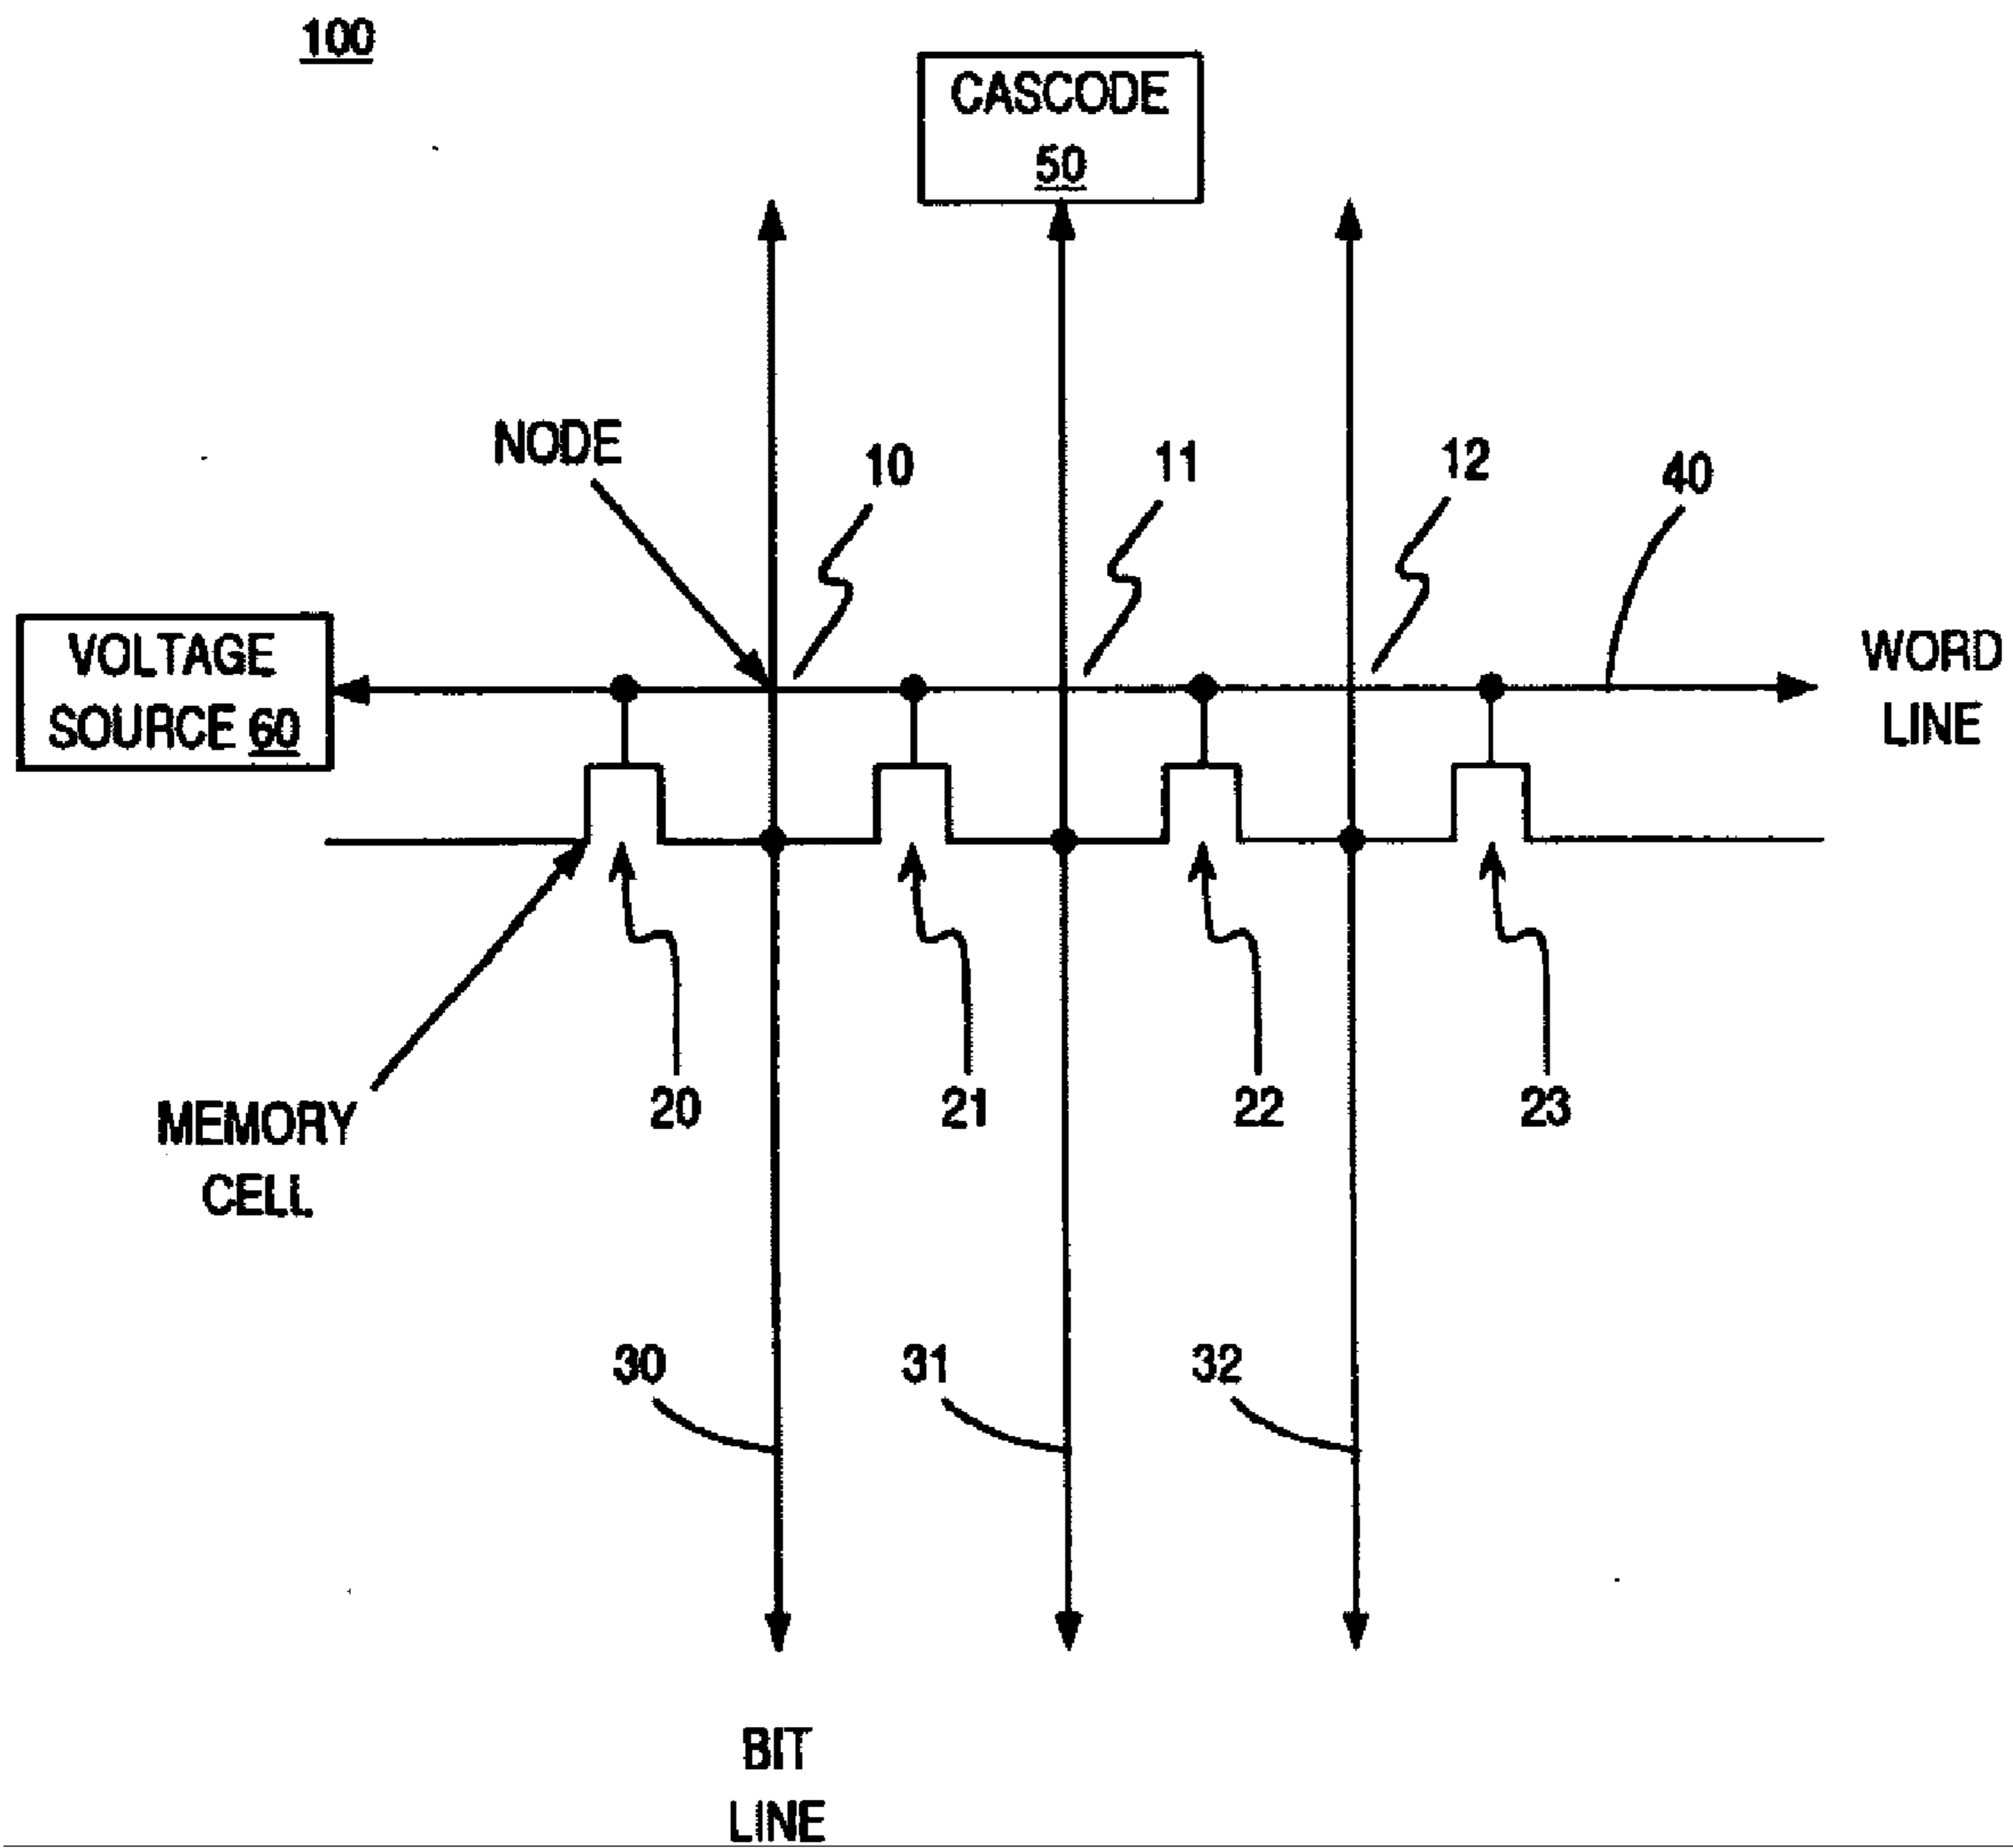 100
CASCODE
50
NODE
10
11
12
40
VOLTAGE
SOURCE 60
WORD
LINE
MEMORY
CELL
20
21
22
23
30
31
32
BIT
LINE